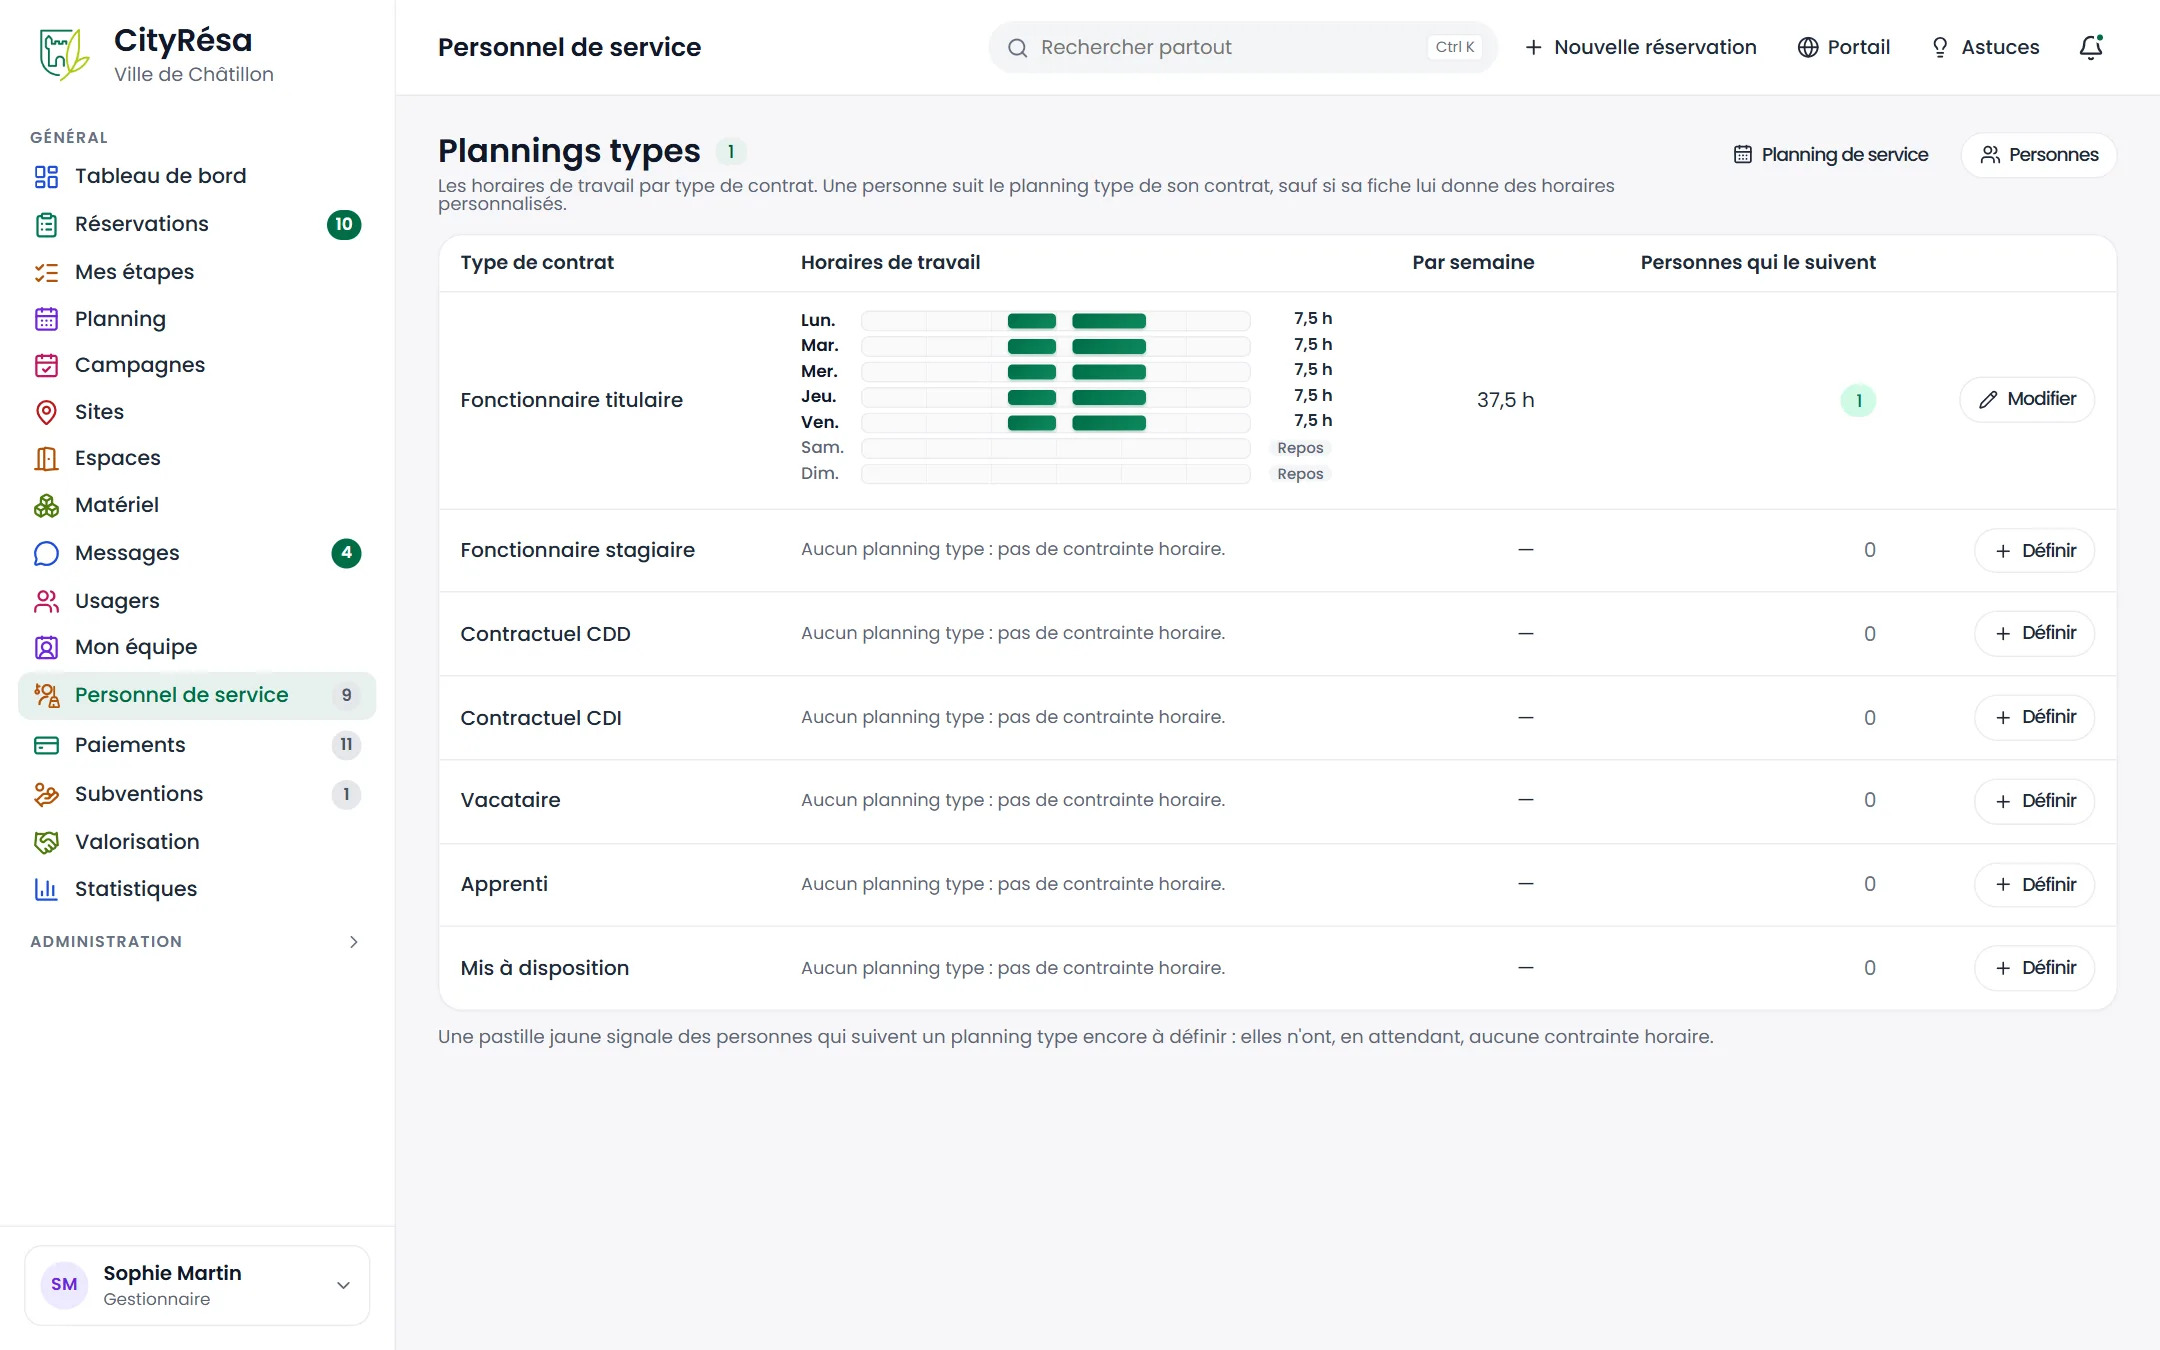 CityRésa
Ville de Châtillon
GÉNÉRAL
Tableau de bord
Réservations 10
Mes étapes
Planning
Campagnes
Sites
Espaces
Matériel
Messages 4
Usagers
Mon équipe
Personnel de service 9
Paiements 11
Subventions 1
Valorisation
Statistiques
ADMINISTRATION
SM
Sophie Martin
Gestionnaire
Personnel de service
Rechercher partout Ctrl K
Nouvelle réservation
Portail
Astuces
Plannings types 1
Les horaires de travail par type de contrat. Une personne suit le planning type de son contrat, sauf si sa fiche lui donne des horaires
personnalisés.
Planning de service
Personnes
Type de contrat Horaires de travail Par semaine Personnes qui le suivent
Fonctionnaire titulaire
Lun. 7,5 h
Mar. 7,5 h
Mer. 7,5 h
Jeu. 7,5 h
Ven. 7,5 h
Sam. Repos
Dim. Repos
37,5 h 1 Modifier
Fonctionnaire stagiaire Aucun planning type : pas de contrainte horaire. — 0 + Définir
Contractuel CDD Aucun planning type : pas de contrainte horaire. — 0 + Définir
Contractuel CDI Aucun planning type : pas de contrainte horaire. — 0 + Définir
Vacataire Aucun planning type : pas de contrainte horaire. — 0 + Définir
Apprenti Aucun planning type : pas de contrainte horaire. — 0 + Définir
Mis à disposition Aucun planning type : pas de contrainte horaire. — 0 + Définir
Une pastille jaune signale des personnes qui suivent un planning type encore à définir : elles n'ont, en attendant, aucune contrainte horaire.